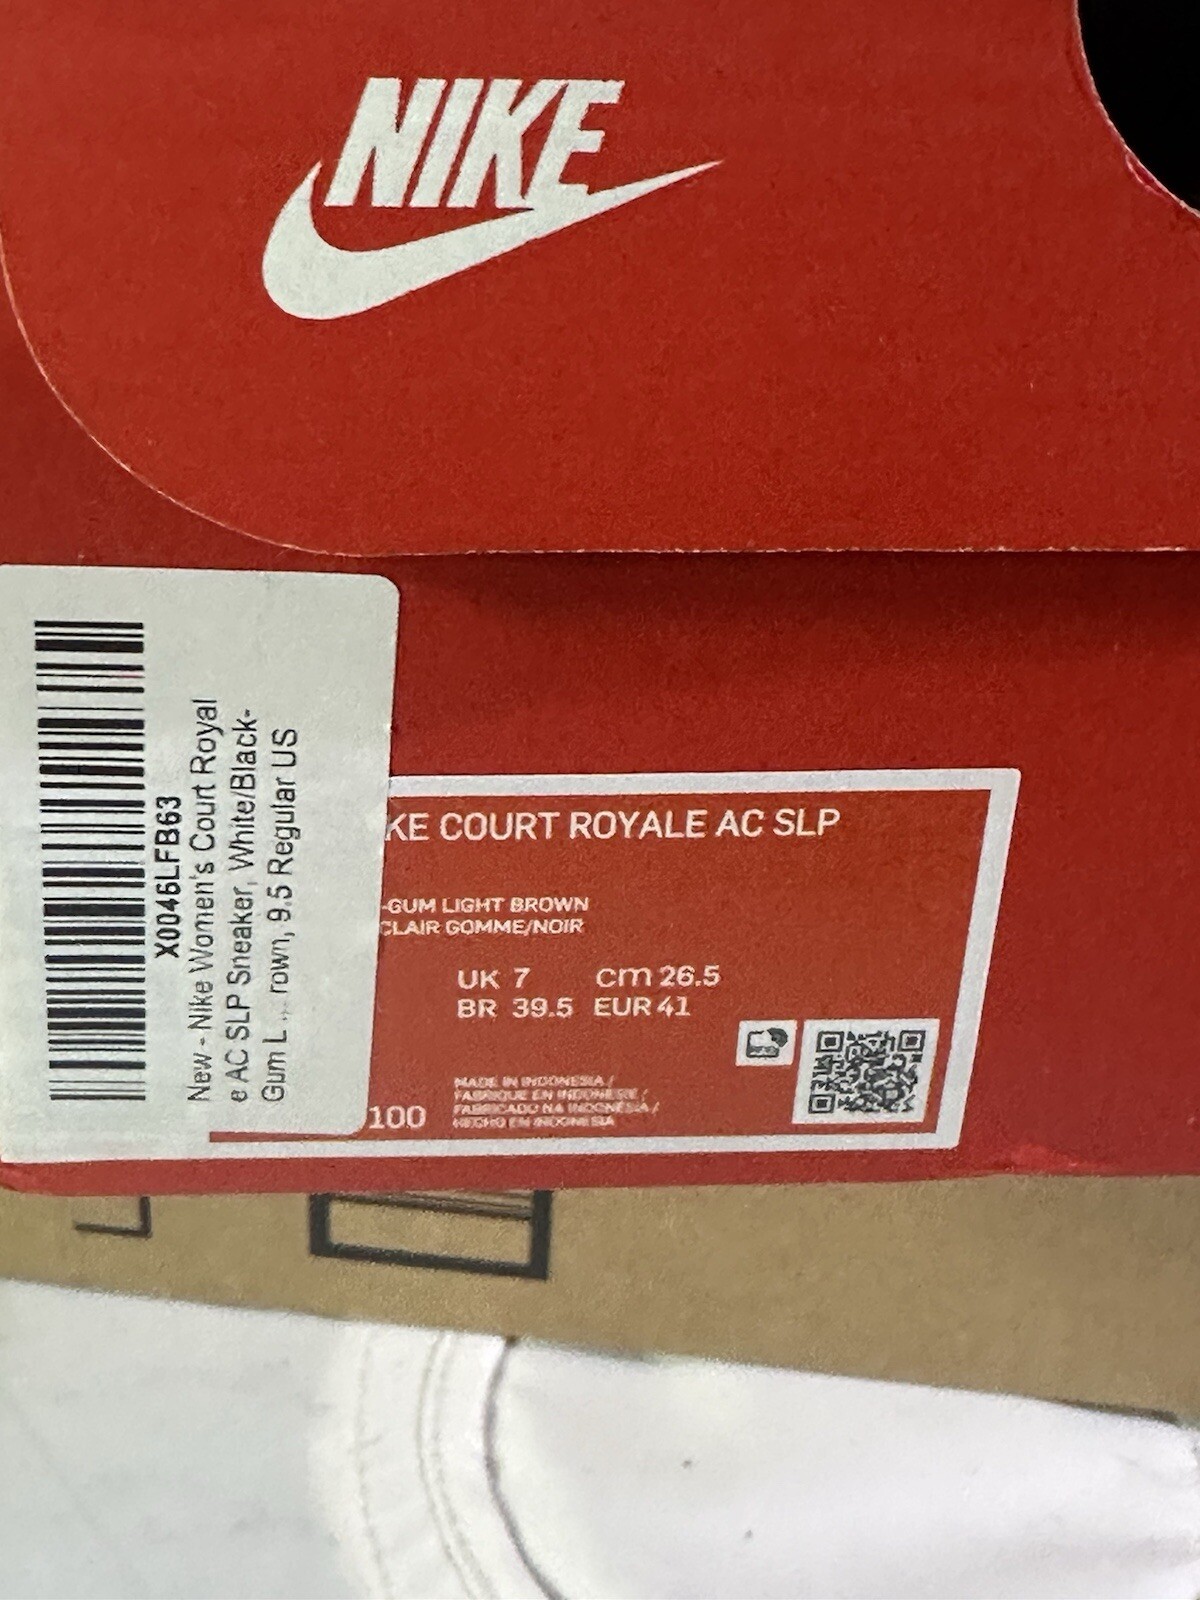 NIKE
X0046LFB63
New - Nike Women's Court Royal
e AC SLP Sneaker, White/Black-
Gum L ... rown, 9.5 Regular US
KE COURT ROYALE AC SLP
-GUM LIGHT BROWN
CLAIR GOMME/NOIR
UK 7 cm 26.5
BR 39.5 EUR 41
100
MADE IN INDONESIA /
FABRIQUE EN INDONESIE /
FABRICADO NA INDONÉSIA /
HECHO EN INDONESIA